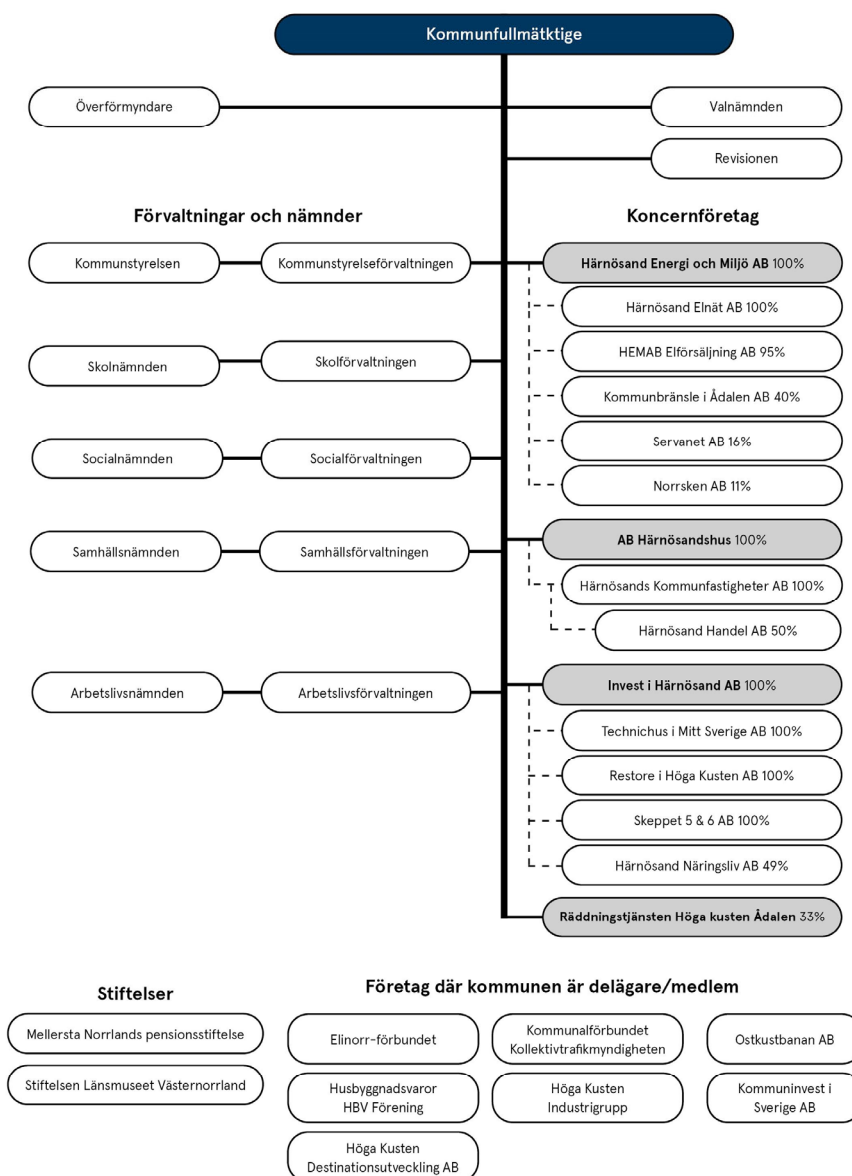 Kommunfullmätktige
Överförmyndare
Valnämnden
Revisionen
Förvaltningar och nämnder
Koncernföretag
Kommunstyrelsen
Kommunstyrelseförvaltningen
Härnösand Energi och Miljö AB 100%
Härnösand Elnät AB 100%
Skolnämnden
Skolförvaltningen
HEMAB Elförsäljning AB 95%
Kommunbränsle i Ådalen AB 40%
Socialnämnden
Socialförvaltningen
Servanet AB 16%
Norrsken AB 11%
Samhällsnämnden
Samhällsförvaltningen
AB Härnösandshus 100%
Härnösands Kommunfastigheter AB 100%
Härnösand Handel AB 50%
Arbetslivsnämnden
Arbetslivsförvaltningen
Invest i Härnösand AB 100%
Technichus i Mitt Sverige AB 100%
Restore i Höga Kusten AB 100%
Skeppet 5 & 6 AB 100%
Härnösand Näringsliv AB 49%
Räddningstjänsten Höga kusten Ådalen 33%
Stiftelser
Mellersta Norrlands pensionsstiftelse
Stiftelsen Länsmuseet Västernorrland
Företag där kommunen är delägare/medlem
Elinorr-förbundet
Kommunalförbundet
Kollektivtrafikmyndigheten
Ostkustbanan AB
Husbyggnadsvaror
HBV Förening
Höga Kusten
Industrigrupp
Kommuninvest i
Sverige AB
Höga Kusten
Destinationsutveckling AB